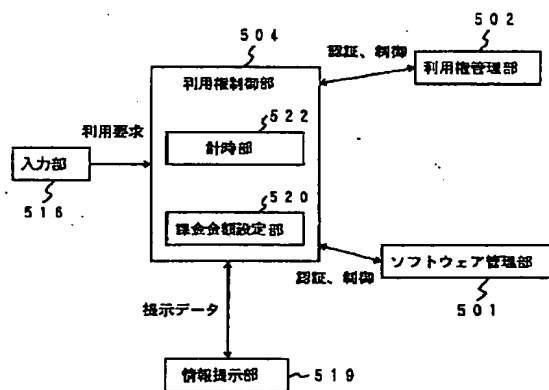 504
利用権制御部
認証、制御
502
利用権管理部
利用要求
入力部
516
522
計時部
520
課金金額設定部
認証、制御
ソフトウェア管理部
501
提示データ
情報提示部
519